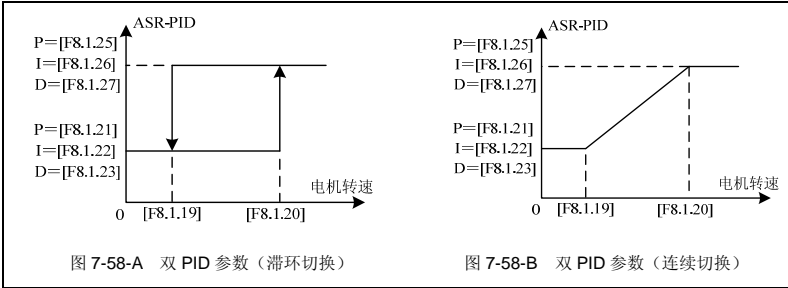 ASR-PID
P=[F8.1.25]
I=[F8.1.26]
D=[F8.1.27]
P=[F8.1.21]
I=[F8.1.22]
D=[F8.1.23]
电机转速
0
[F8.1.19]
[F8.1.20]
图 7-58-A 双 PID 参数（滞环切换）
ASR-PID
P=[F8.1.25]
I=[F8.1.26]
D=[F8.1.27]
P=[F8.1.21]
I=[F8.1.22]
D=[F8.1.23]
电机转速
0
[F8.1.19]
[F8.1.20]
图 7-58-B 双 PID 参数（连续切换）